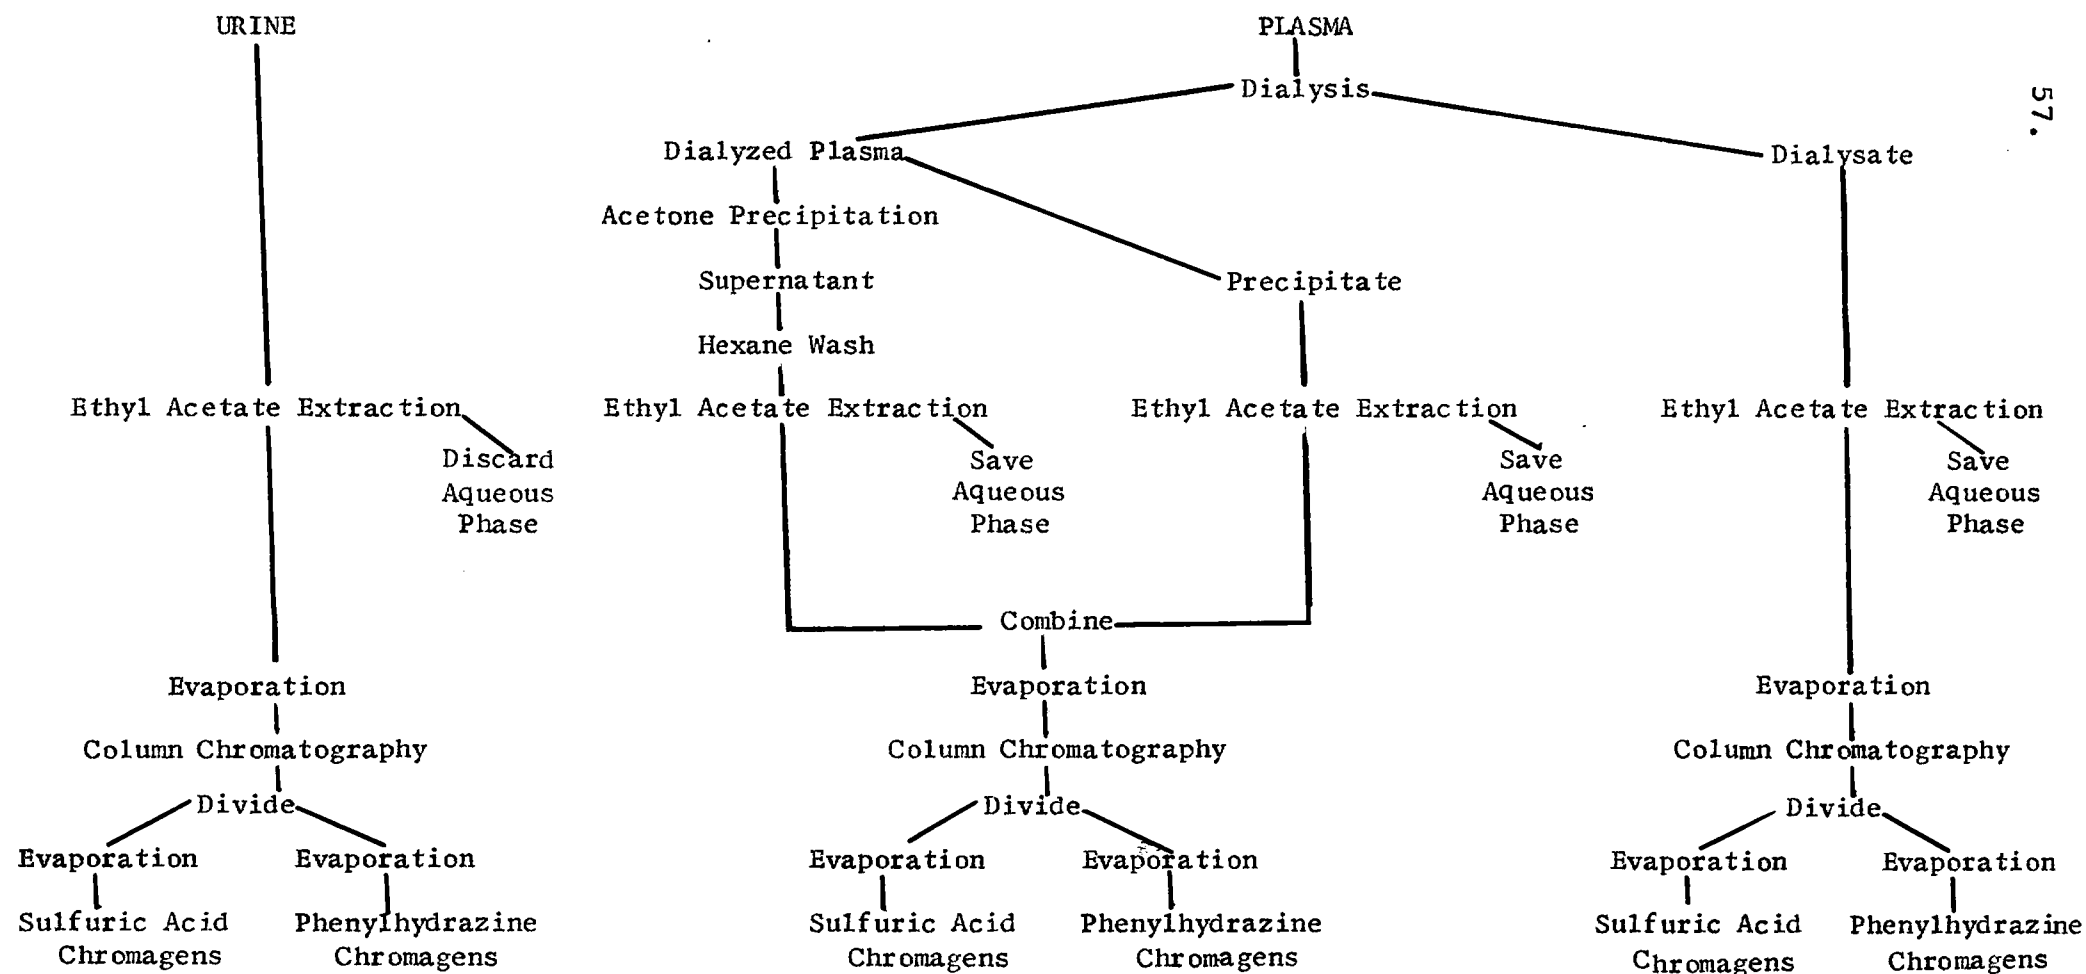 URINE
PLASMA
57.
Dialysis
Dialyzed Plasma
Dialysate
Acetone Precipitation
Supernatant
Precipitate
Hexane Wash
Ethyl Acetate Extraction
Ethyl Acetate Extraction
Ethyl Acetate Extraction
Ethyl Acetate Extraction
Discard
Aqueous
Phase
Save
Aqueous
Phase
Save
Aqueous
Phase
Save
Aqueous
Phase
Combine
Evaporation
Evaporation
Evaporation
Column Chromatography
Column Chromatography
Column Chromatography
Divide
Divide
Divide
Evaporation
Evaporation
Evaporation
Evaporation
Evaporation
Evaporation
Sulfuric Acid
Chromagens
Phenylhydrazine
Chromagens
Sulfuric Acid
Chromagens
Phenylhydrazine
Chromagens
Sulfuric Acid
Chromagens
Phenylhydrazine
Chromagens